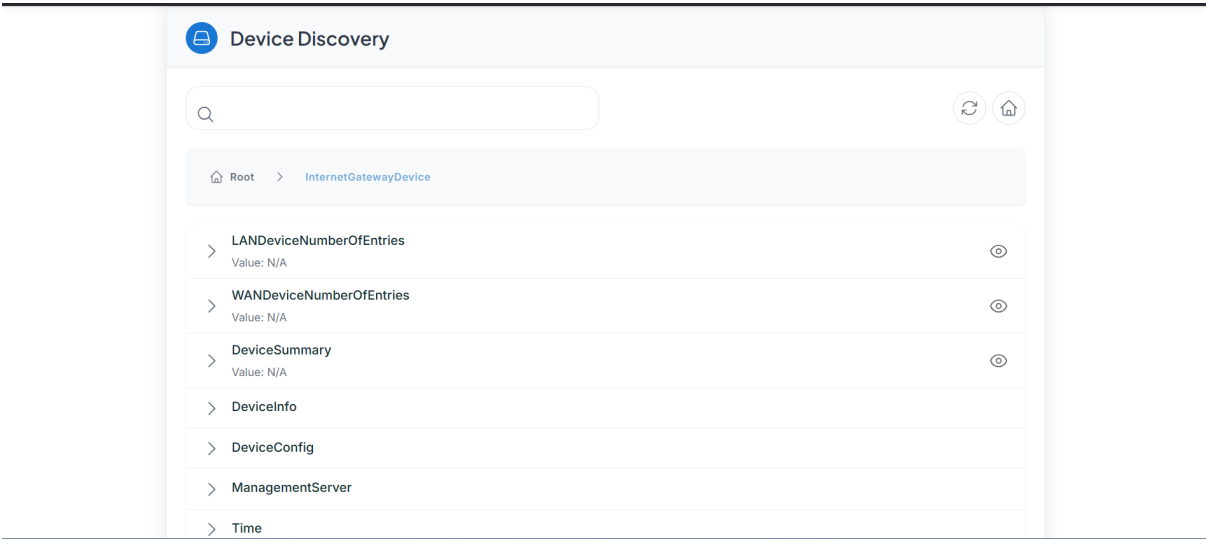 Device Discovery
Root > InternetGatewayDevice
LANDeviceNumberOfEntries
Value: N/A
WANDeviceNumberOfEntries
Value: N/A
DeviceSummary
Value: N/A
DeviceInfo
DeviceConfig
ManagementServer
Time